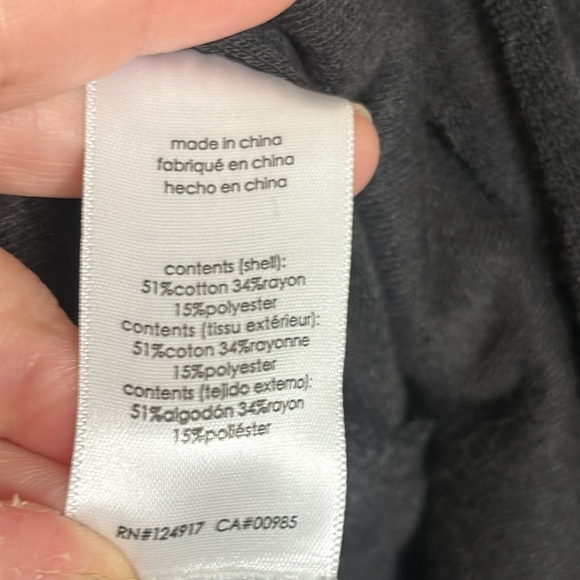 made in china
fabriqué en china
hecho en china
contents (shell):
51%cotton 34%rayon
15%polyester
contents (tissu extérieur):
51%coton 34%rayonne
15%polyester
contents (tejido externo):
51%algodón 34%rayon
15%poliéster
RN#124917 CA#00985